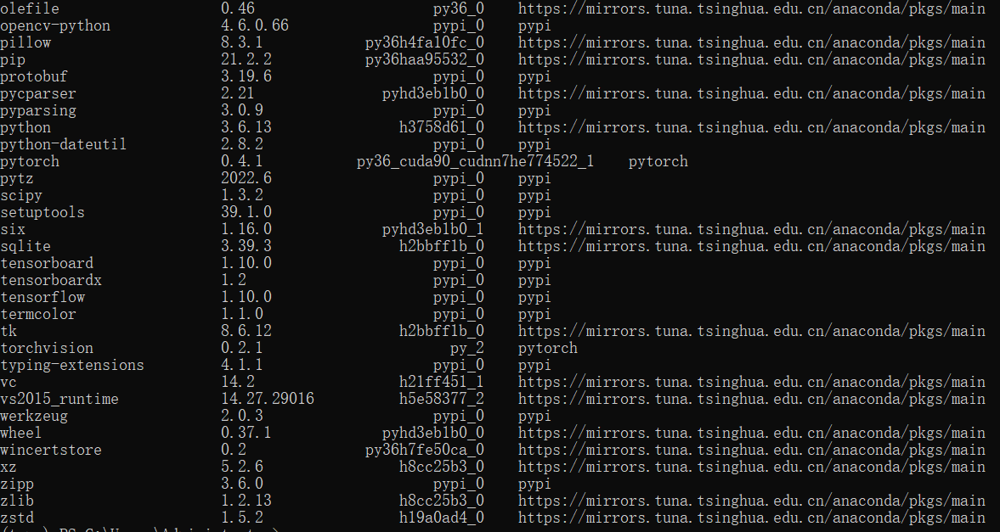 olefile 0.46 py36_0 https://mirrors.tuna.tsinghua.edu.cn/anaconda/pkgs/main
opencv-python 4.6.0.66 pypi_0 pypi
pillow 8.3.1 py36h4fa10fc_0 https://mirrors.tuna.tsinghua.edu.cn/anaconda/pkgs/main
pip 21.2.2 py36haa95532_0 https://mirrors.tuna.tsinghua.edu.cn/anaconda/pkgs/main
protobuf 3.19.6 pypi_0 pypi
pycparser 2.21 pyhd3eb1b0_0 https://mirrors.tuna.tsinghua.edu.cn/anaconda/pkgs/main
pyparsing 3.0.9 pypi_0 pypi
python 3.6.13 h3758d61_0 https://mirrors.tuna.tsinghua.edu.cn/anaconda/pkgs/main
python-dateutil 2.8.2 pypi_0 pypi
pytorch 0.4.1 py36_cuda90_cudnn7he774522_1 pytorch
pytz 2022.6 pypi_0 pypi
scipy 1.3.2 pypi_0 pypi
setuptools 39.1.0 pypi_0 pypi
six 1.16.0 pyhd3eb1b0_1 https://mirrors.tuna.tsinghua.edu.cn/anaconda/pkgs/main
sqlite 3.39.3 h2bbff1b_0 https://mirrors.tuna.tsinghua.edu.cn/anaconda/pkgs/main
tensorboard 1.10.0 pypi_0 pypi
tensorboardx 1.2 pypi_0 pypi
tensorflow 1.10.0 pypi_0 pypi
termcolor 1.1.0 pypi_0 pypi
tk 8.6.12 h2bbff1b_0 https://mirrors.tuna.tsinghua.edu.cn/anaconda/pkgs/main
torchvision 0.2.1 py_2 pytorch
typing-extensions 4.1.1 pypi_0 pypi
vc 14.2 h21ff451_1 https://mirrors.tuna.tsinghua.edu.cn/anaconda/pkgs/main
vs2015_runtime 14.27.29016 h5e58377_2 https://mirrors.tuna.tsinghua.edu.cn/anaconda/pkgs/main
werkzeug 2.0.3 pypi_0 pypi
wheel 0.37.1 pyhd3eb1b0_0 https://mirrors.tuna.tsinghua.edu.cn/anaconda/pkgs/main
wincertstore 0.2 py36h7fe50ca_0 https://mirrors.tuna.tsinghua.edu.cn/anaconda/pkgs/main
xz 5.2.6 h8cc25b3_0 https://mirrors.tuna.tsinghua.edu.cn/anaconda/pkgs/main
zipp 3.6.0 pypi_0 pypi
zlib 1.2.13 h8cc25b3_0 https://mirrors.tuna.tsinghua.edu.cn/anaconda/pkgs/main
zstd 1.5.2 h19a0ad4_0 https://mirrors.tuna.tsinghua.edu.cn/anaconda/pkgs/main